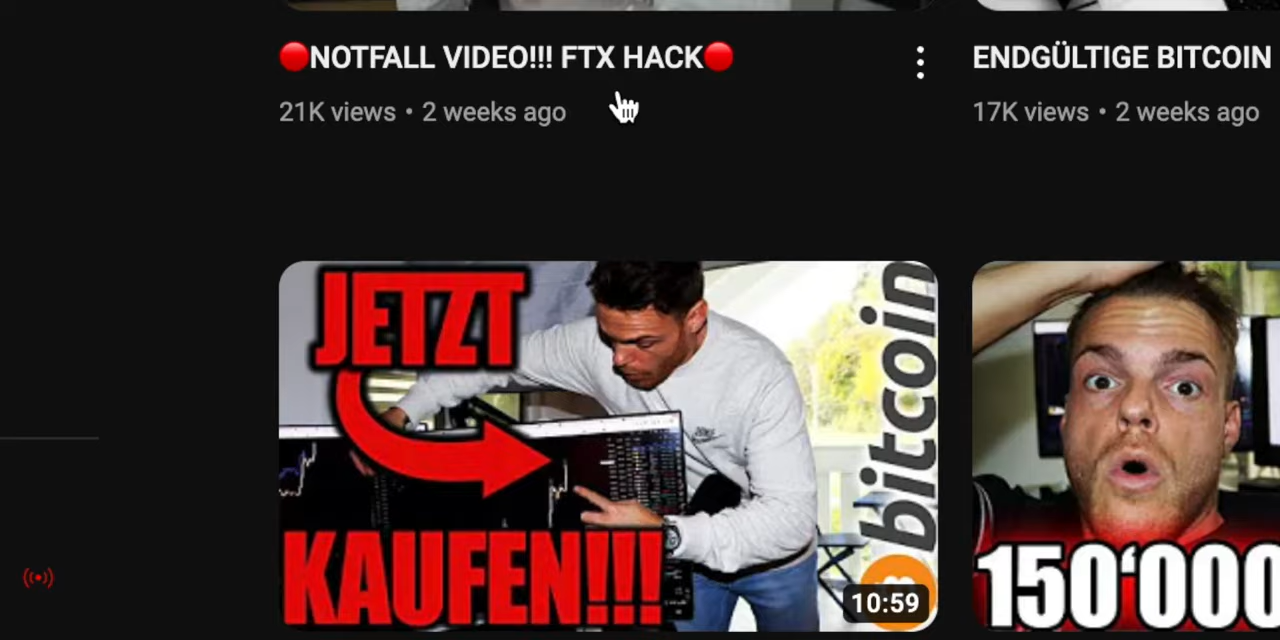 🔴NOTFALL VIDEO!!! FTX HACK🔴
21K views • 2 weeks ago
ENDGÜLTIGE BITCOIN
17K views • 2 weeks ago
JETZT
KAUFEN!!!
bitcoin
10:59
150‘000